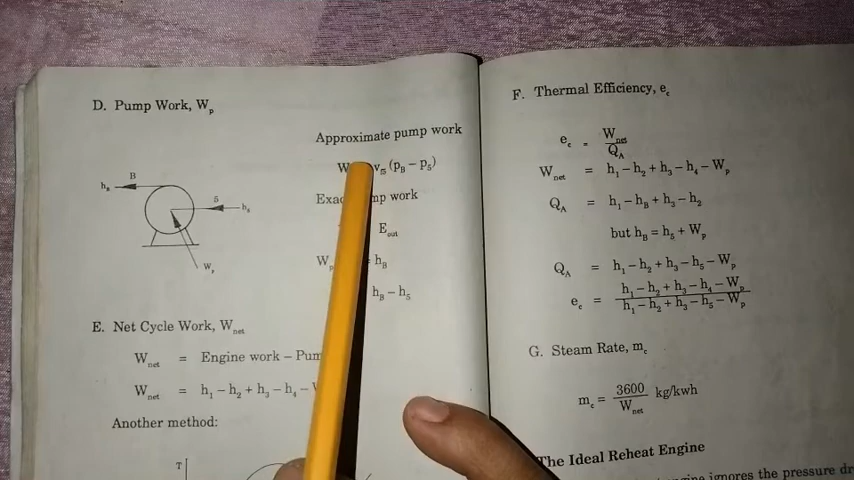 D. Pump Work, Wp
Approximate pump work
W v5 (pB – p5)
B
hB
5
h5
Wp
mp work
Eout
Wp hB
hB – h5
E. Net Cycle Work, Wnet
Wnet = Engine work –
Wnet = h1 – h2 + h3 – h4 –
Another method:
T
F. Thermal Efficiency, ec
ec = Wnet
QA
Wnet = h1 – h2 + h3 – h4 – Wp
QA = h1 – hB + h3 – h2
but hB = h5 + Wp
QA = h1 – h2 + h3 – h5 – Wp
ec = h1 – h2 + h3 – h4 – Wp
h1 – h2 + h3 – h5 – Wp
G. Steam Rate, mc
mc = 3600 kg/kwh
Wnet
The Ideal Reheat Engine
ignores the pressure